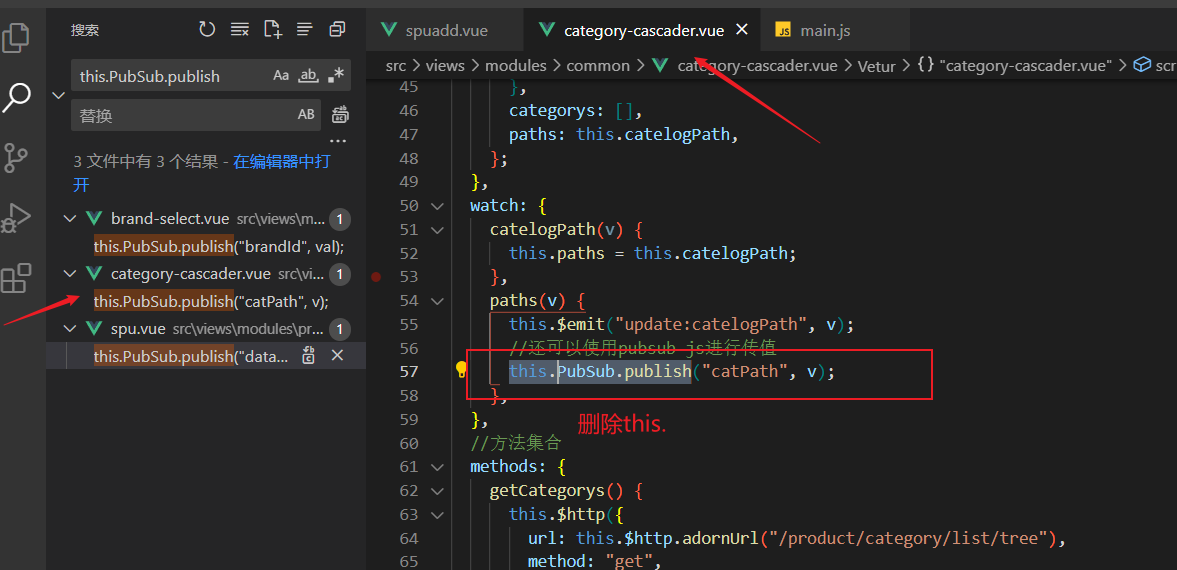 搜索
this.PubSub.publish
Aa ab .*
替换
AB
3 文件中有 3 个结果 - 在编辑器中打
开
brand-select.vue src\views\m... 1
this.PubSub.publish("brandId", val);
category-cascader.vue src\vi... 1
this.PubSub.publish("catPath", v);
spu.vue src\views\modules\pr... 1
this.PubSub.publish("data...
spuadd.vue
category-cascader.vue
JS main.js
src > views > modules > common > category-cascader.vue > Vetur > {} "category-cascader.vue" > scr
45 },
46 categorys: [],
47 paths: this.catelogPath,
48 };
49 },
50 watch: {
51 catelogPath(v) {
52 this.paths = this.catelogPath;
53 },
54 paths(v) {
55 this.$emit("update:catelogPath", v);
56 //还可以使用pubsub-js进行传值
57 this.PubSub.publish("catPath", v);
58 },
59 },
删除this.
60 //方法集合
61 methods: {
62 getCategorys() {
63 this.$http({
64 url: this.$http.adornUrl("/product/category/list/tree"),
65 method: "get",